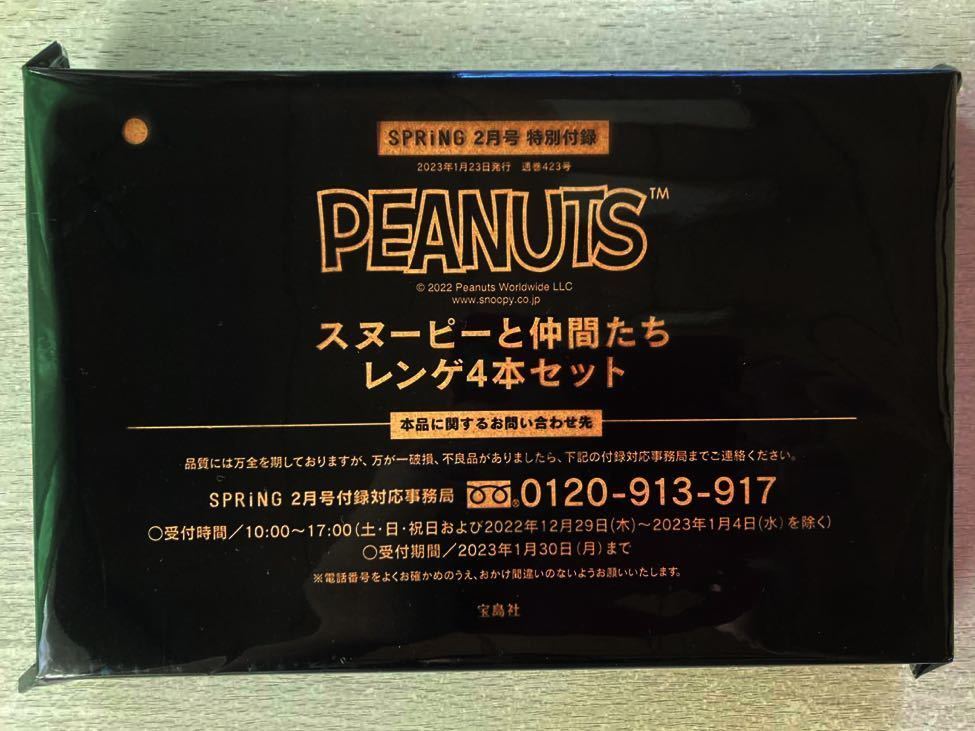 SPRiNG 2月号 特別付録
2023年1月23日発行 通巻423号
PEANUTS™
© 2022 Peanuts Worldwide LLC
www.snoopy.co.jp
スヌーピーと仲間たち
レンゲ4本セット
本品に関するお問い合わせ先
品質には万全を期しておりますが、万が一破損、不良品がありましたら、下記の付録対応事務局までご連絡ください。
SPRiNG 2月号付録対応事務局 0120-913-917
○受付時間／10:00〜17:00(土・日・祝日および2022年12月29日(木)〜2023年1月4日(水)を除く)
○受付期間／2023年1月30日(月)まで
※電話番号をよくお確かめのうえ、おかけ間違いのないようお願いいたします。
宝島社